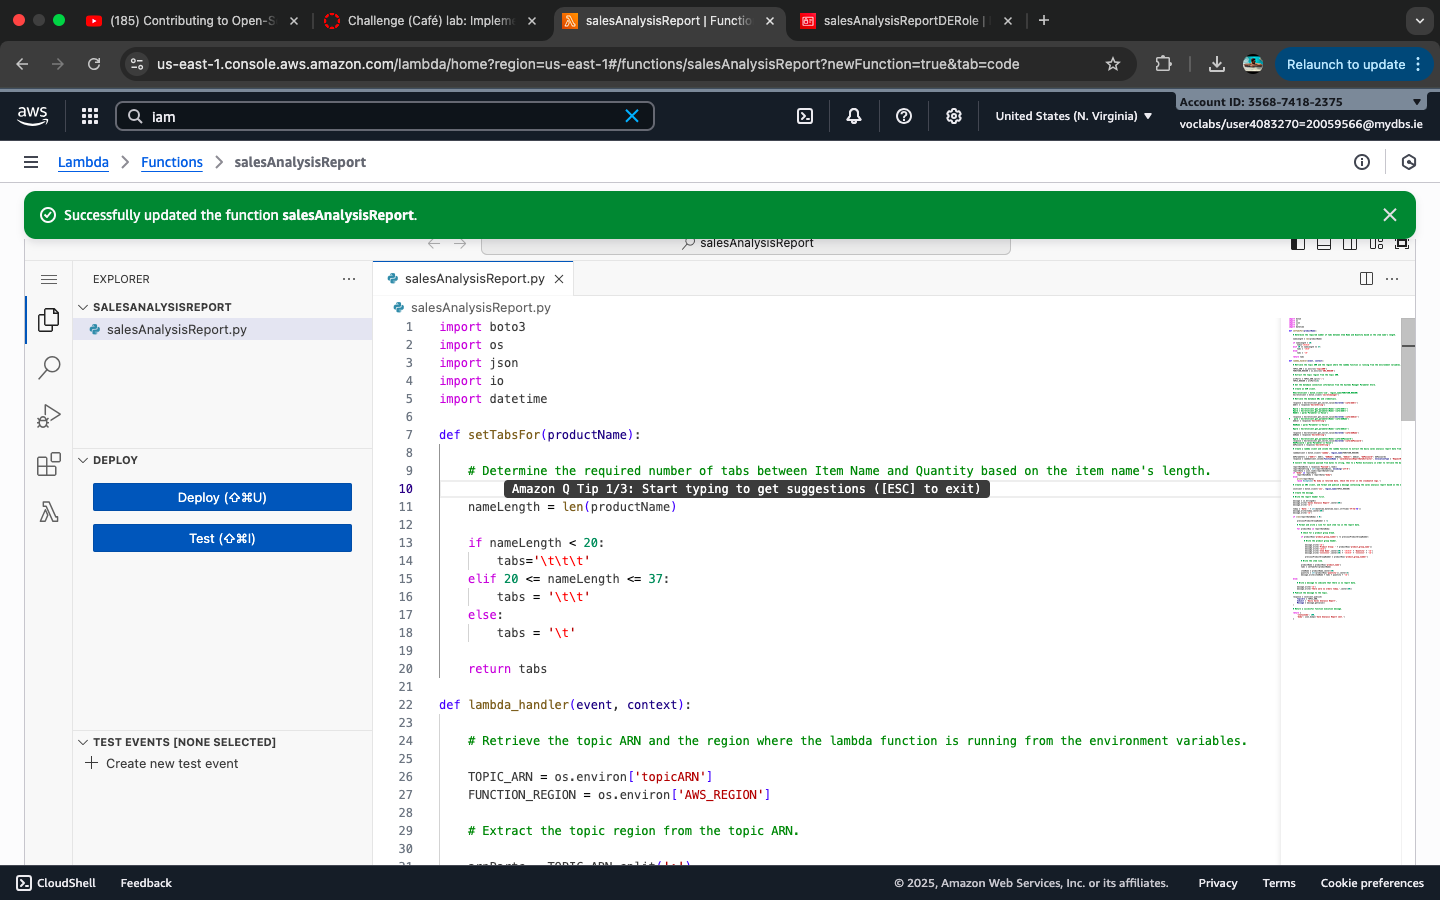 (185) Contributing to Open-S
Challenge (Café) lab: Implem
salesAnalysisReport | Functio
salesAnalysisReportDERole |
us-east-1.console.aws.amazon.com/lambda/home?region=us-east-1#/functions/salesAnalysisReport?newFunction=true&tab=code
Relaunch to update
aws
iam
United States (N. Virginia)
Account ID: 3568-7418-2375
voclabs/user4083270=20059566@mydbs.ie
Lambda
Functions
salesAnalysisReport
Successfully updated the function salesAnalysisReport.
salesAnalysisReport
EXPLORER
SALESANALYSISREPORT
salesAnalysisReport.py
DEPLOY
Deploy (⇧⌘U)
Test (⇧⌘I)
TEST EVENTS [NONE SELECTED]
Create new test event
salesAnalysisReport.py
salesAnalysisReport.py
1 import boto3
2 import os
3 import json
4 import io
5 import datetime
6
7 def setTabsFor(productName):
8
9 # Determine the required number of tabs between Item Name and Quantity based on the item name's length.
10 Amazon Q Tip 1/3: Start typing to get suggestions ([ESC] to exit)
11 nameLength = len(productName)
12
13 if nameLength < 20:
14 tabs='\t\t\t'
15 elif 20 <= nameLength <= 37:
16 tabs = '\t\t'
17 else:
18 tabs = '\t'
19
20 return tabs
21
22 def lambda_handler(event, context):
23
24 # Retrieve the topic ARN and the region where the lambda function is running from the environment variables.
25
26 TOPIC_ARN = os.environ['topicARN']
27 FUNCTION_REGION = os.environ['AWS_REGION']
28
29 # Extract the topic region from the topic ARN.
30
CloudShell
Feedback
© 2025, Amazon Web Services, Inc. or its affiliates.
Privacy
Terms
Cookie preferences